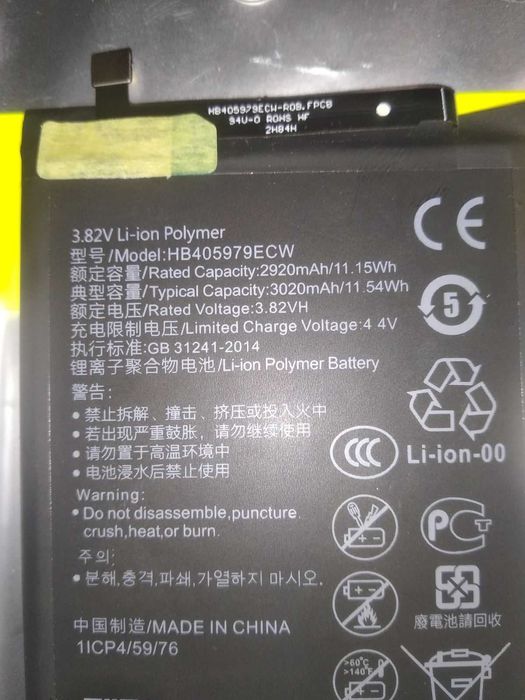 HB405979ECW-R0B.FPCB
94V-0 ROHS HF
2H84H
3.82V Li-ion Polymer
型号/Model:HB405979ECW
额定容量/Rated Capacity:2920mAh/11.15Wh
典型容量/Typical Capacity:3020mAh/11.54Wh
额定电压/Rated Voltage:3.82VH
充电限制电压/Limited Charge Voltage:4 4V
执行标准:GB 31241-2014
锂离子聚合物电池/Li-ion Polymer Battery
警告:
• 禁止拆解、撞击、挤压或投入火中
• 若出现严重鼓胀，请勿继续使用
• 请勿置于高温环境中
• 电池浸水后禁止使用
Warning:
• Do not disassemble,puncture,
crush,heat,or burn.
주의:
• 분해,충격,파쇄,가열하지 마시오.
中国制造/MADE IN CHINA
1ICP4/59/76
CE
5
Li-ion-00
CCC
PC
廢電池請回收
>60°C
>140°F